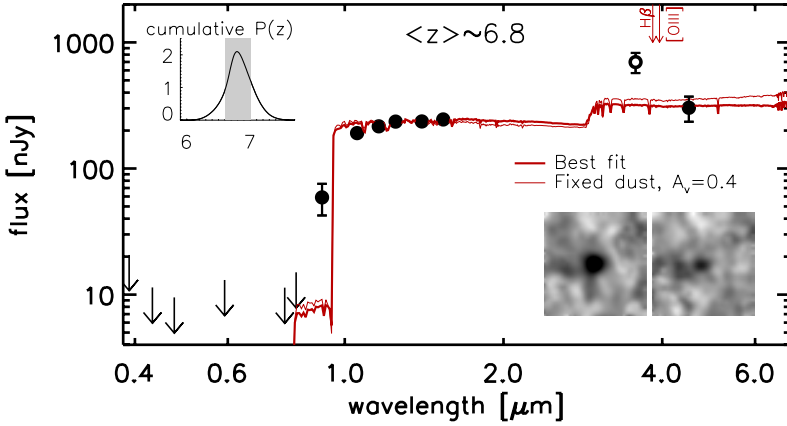 cumulative P(z)
2
1
0
6 7
<z>~6.8
Hβ
[OIII]
1000
100
10
flux [nJy]
Best fit
Fixed dust, Aᵥ=0.4
0.4 0.6 1.0 2.0 4.0 6.0
wavelength [μm]